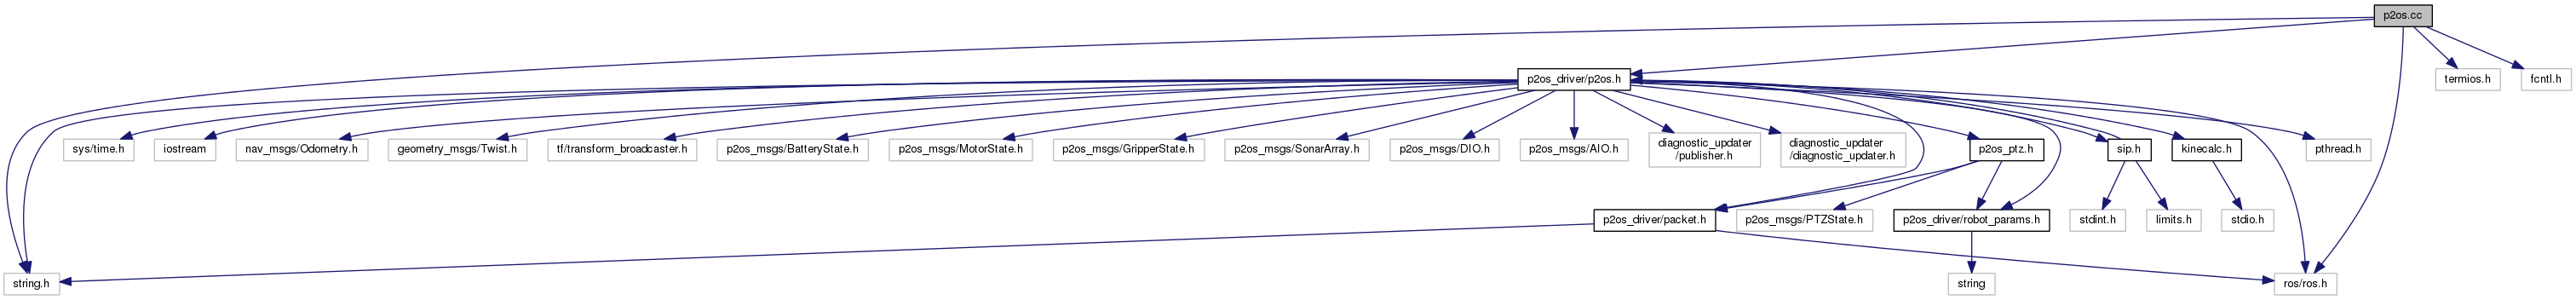 p2os.cc
p2os_driver/p2os.h
termios.h
fcntl.h
sys/time.h
iostream
nav_msgs/Odometry.h
geometry_msgs/Twist.h
tf/transform_broadcaster.h
p2os_msgs/BatteryState.h
p2os_msgs/MotorState.h
p2os_msgs/GripperState.h
p2os_msgs/SonarArray.h
p2os_msgs/DIO.h
p2os_msgs/AIO.h
diagnostic_updater
/publisher.h
diagnostic_updater
/diagnostic_updater.h
p2os_ptz.h
sip.h
kinecalc.h
pthread.h
p2os_driver/packet.h
p2os_msgs/PTZState.h
p2os_driver/robot_params.h
stdint.h
limits.h
stdio.h
string.h
string
ros/ros.h